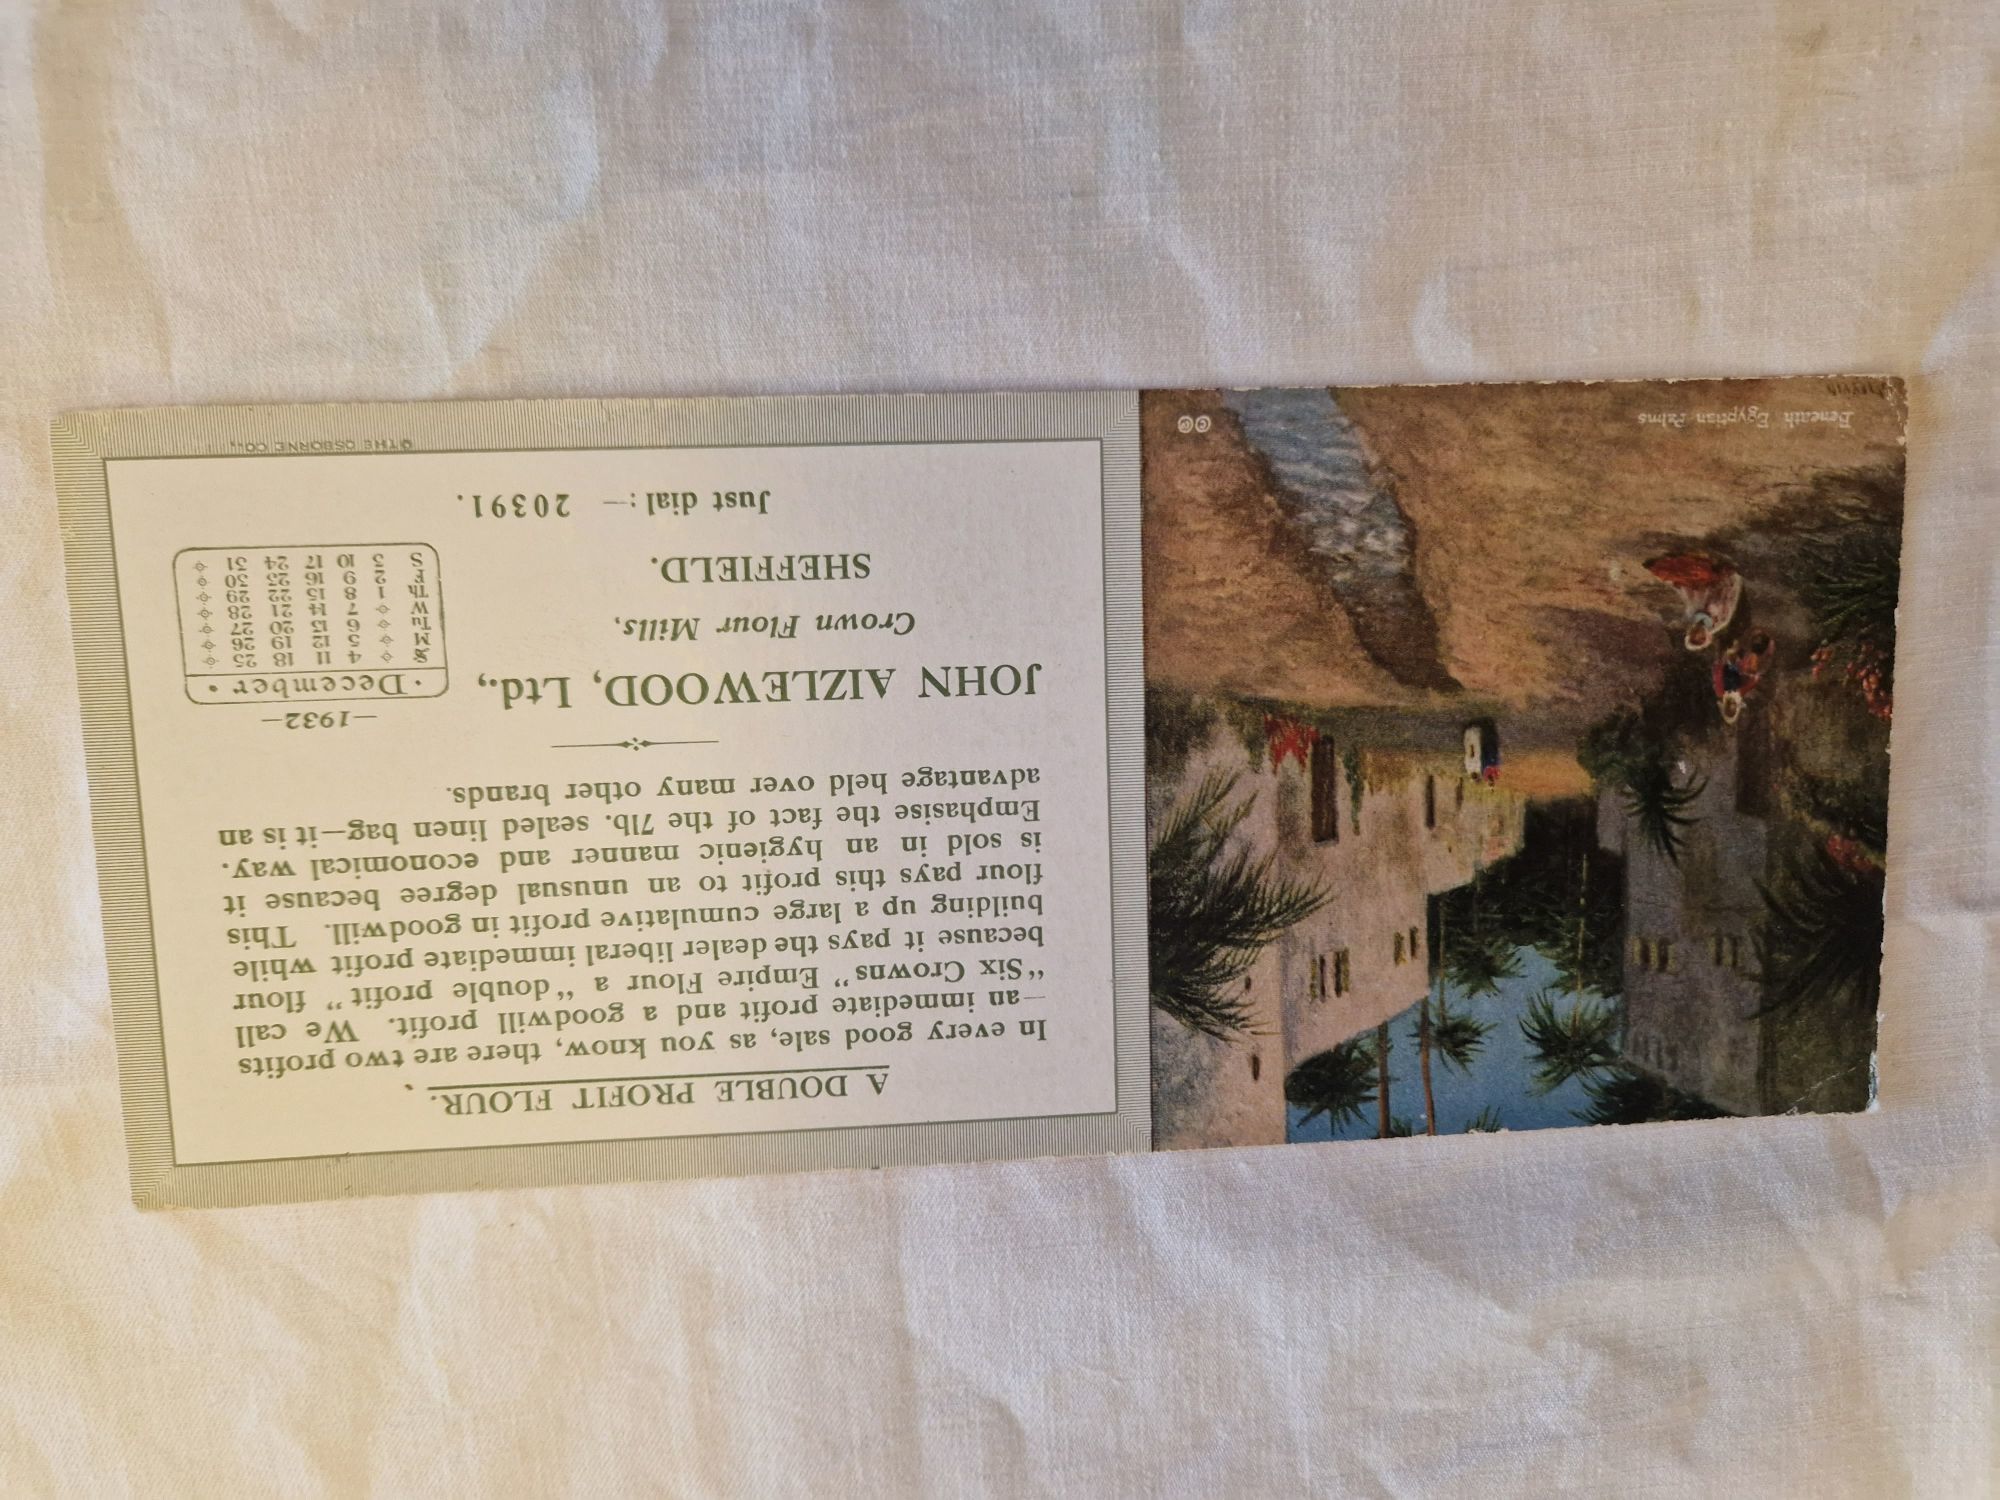 Beneath Egyptian Palms
A DOUBLE PROFIT FLOUR.
In every good sale, as you know, there are two profits
—an immediate profit and a goodwill profit. We call
“Six Crowns” Empire Flour a “double profit” flour
because it pays the dealer liberal immediate profit while
building up a large cumulative profit in goodwill. This
flour pays this profit to an unusual degree because it
is sold in an hygienic manner and economical way.
Emphasise the fact of the 7lb. sealed linen bag—it is an
advantage held over many other brands.
JOHN AIZLEWOOD, Ltd.,
Crown Flour Mills,
SHEFFIELD.
Just dial:— 20391.
—1932—
· December ·
S 4 11 18 25
M 5 12 19 26
Tu 6 13 20 27
W 7 14 21 28
Th 1 8 15 22 29
F 2 9 16 23 30
S 3 10 17 24 31
©THE OSBORNE CO.,